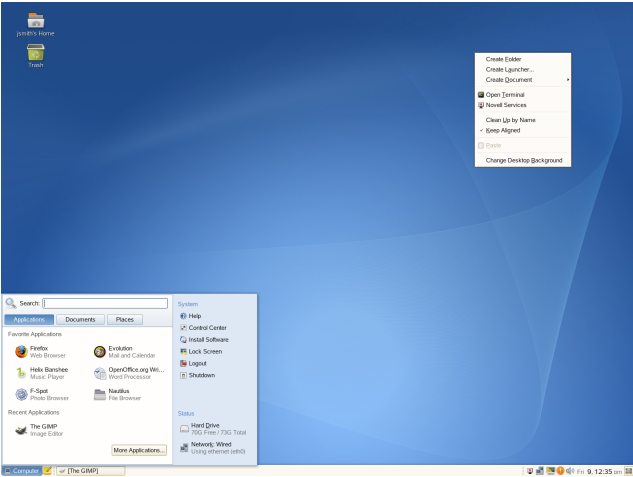 jsmith's Home
Trash
Create Folder
Create Launcher...
Create Document
Open Terminal
Novell Services
Clean Up by Name
Keep Aligned
Paste
Change Desktop Background
Search:
Applications
Documents
Places
Favorite Applications
Firefox
Web Browser
Evolution
Mail and Calendar
Helix Banshee
Music Player
OpenOffice.org Wri...
Word Processor
F-Spot
Photo Browser
Nautilus
File Browser
Recent Applications
The GIMP
Image Editor
More Applications...
System
Help
Control Center
Install Software
Lock Screen
Logout
Shutdown
Status
Hard Drive
70G Free / 73G Total
Network: Wired
Using ethernet (eth0)
Computer
[The GIMP]
Fri 9, 12:35 pm